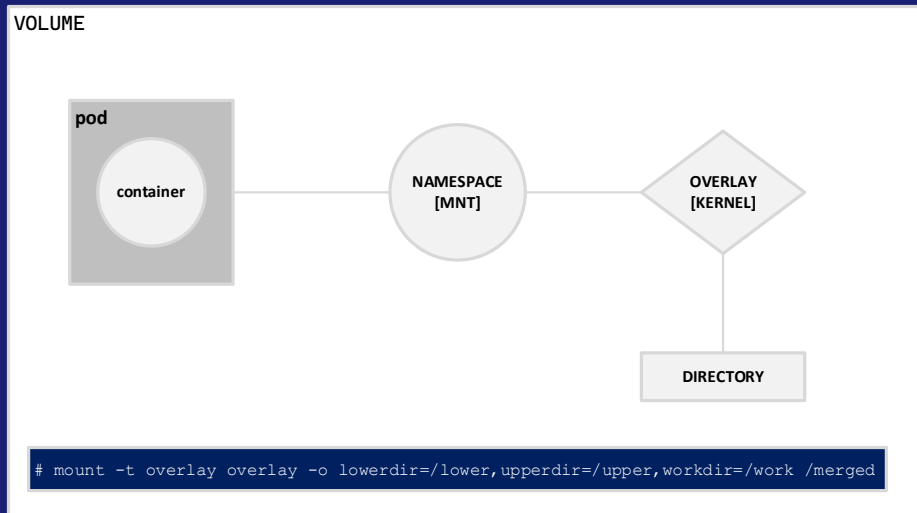 VOLUME
pod
container
NAMESPACE
[MNT]
OVERLAY
[KERNEL]
DIRECTORY
# mount -t overlay overlay -o lowerdir=/lower,upperdir=/upper,workdir=/work /merged